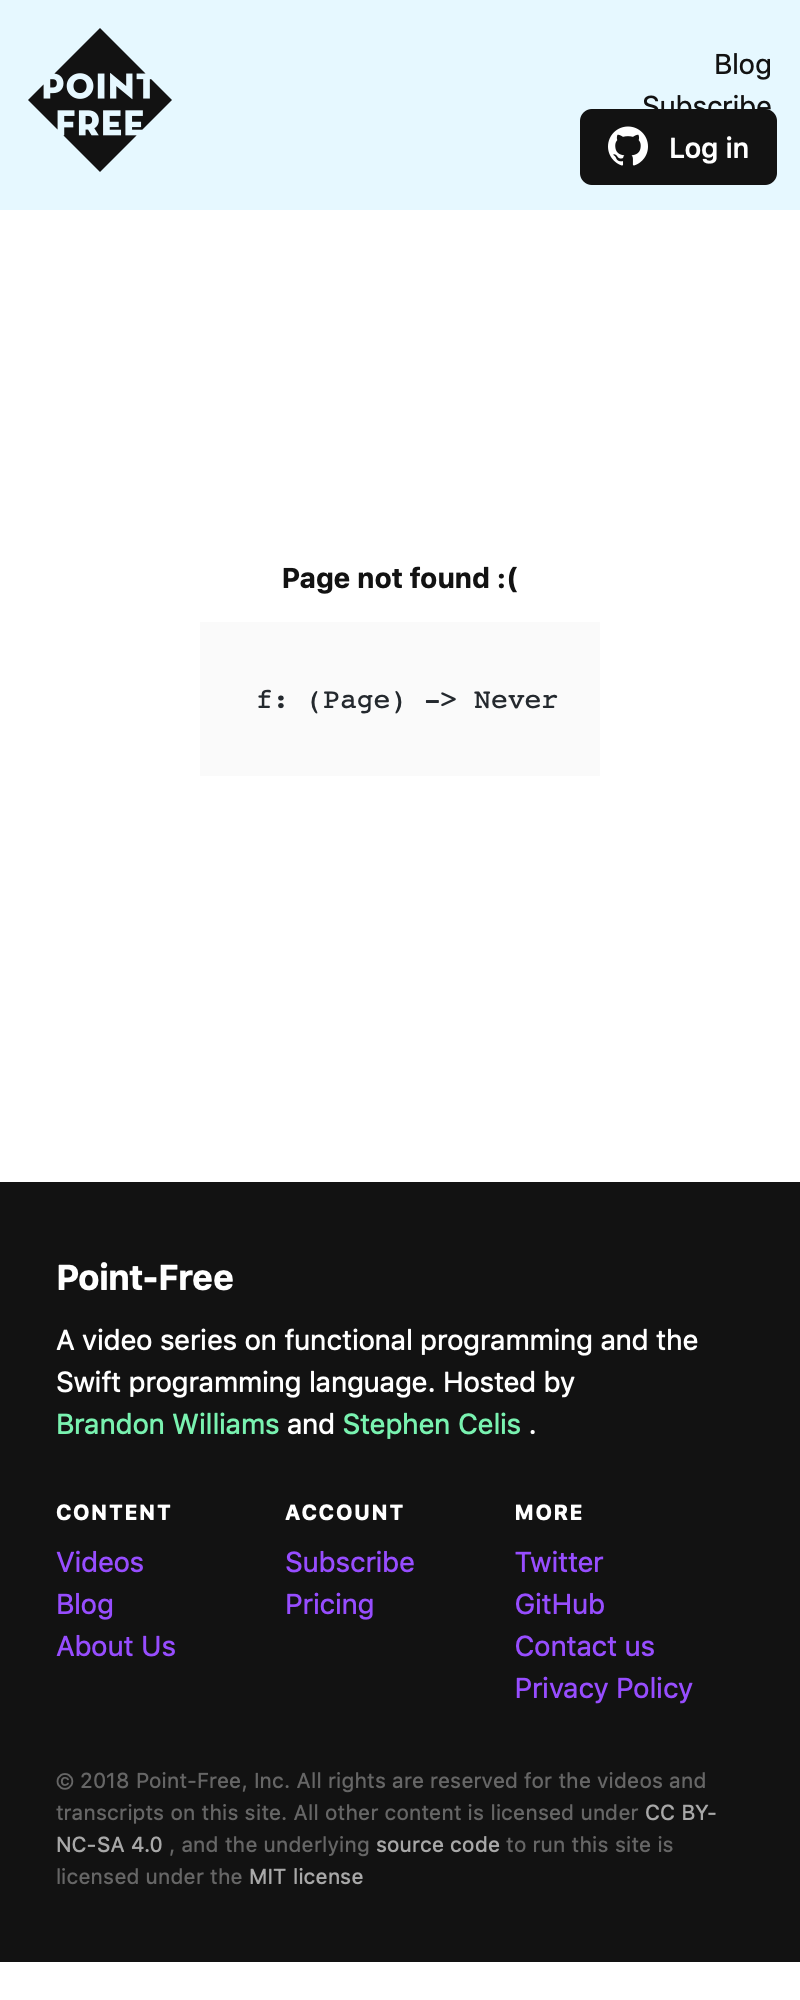 POINT
FREE
Blog
Subscribe
Log in
Page not found :(
f: (Page) -> Never
Point-Free
A video series on functional programming and the
Swift programming language. Hosted by
Brandon Williams and Stephen Celis .
CONTENT
Videos
Blog
About Us
ACCOUNT
Subscribe
Pricing
MORE
Twitter
GitHub
Contact us
Privacy Policy
© 2018 Point-Free, Inc. All rights are reserved for the videos and
transcripts on this site. All other content is licensed under CC BY-
NC-SA 4.0 , and the underlying source code to run this site is
licensed under the MIT license